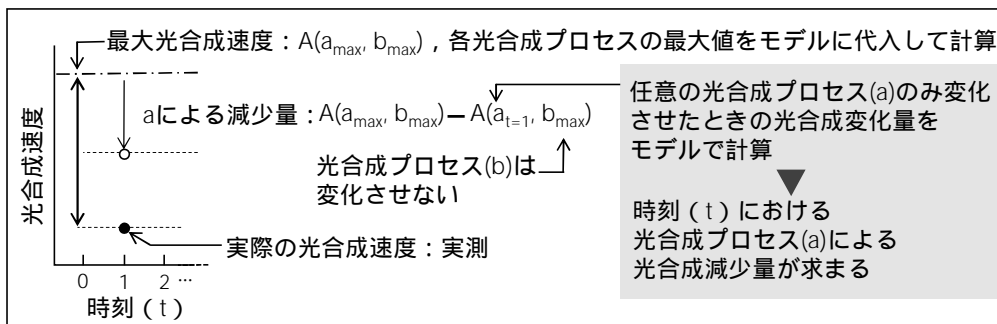 最大光合成速度：A(amax, bmax)，各光合成プロセスの最大値をモデルに代入して計算
光合成速度
aによる減少量：A(amax, bmax)－A(at=1, bmax)
光合成プロセス(b)は
変化させない
実際の光合成速度：実測
0 1 2 …
時刻（t）
任意の光合成プロセス(a)のみ変化
させたときの光合成変化量を
モデルで計算
時刻（t）における
光合成プロセス(a)による
光合成減少量が求まる